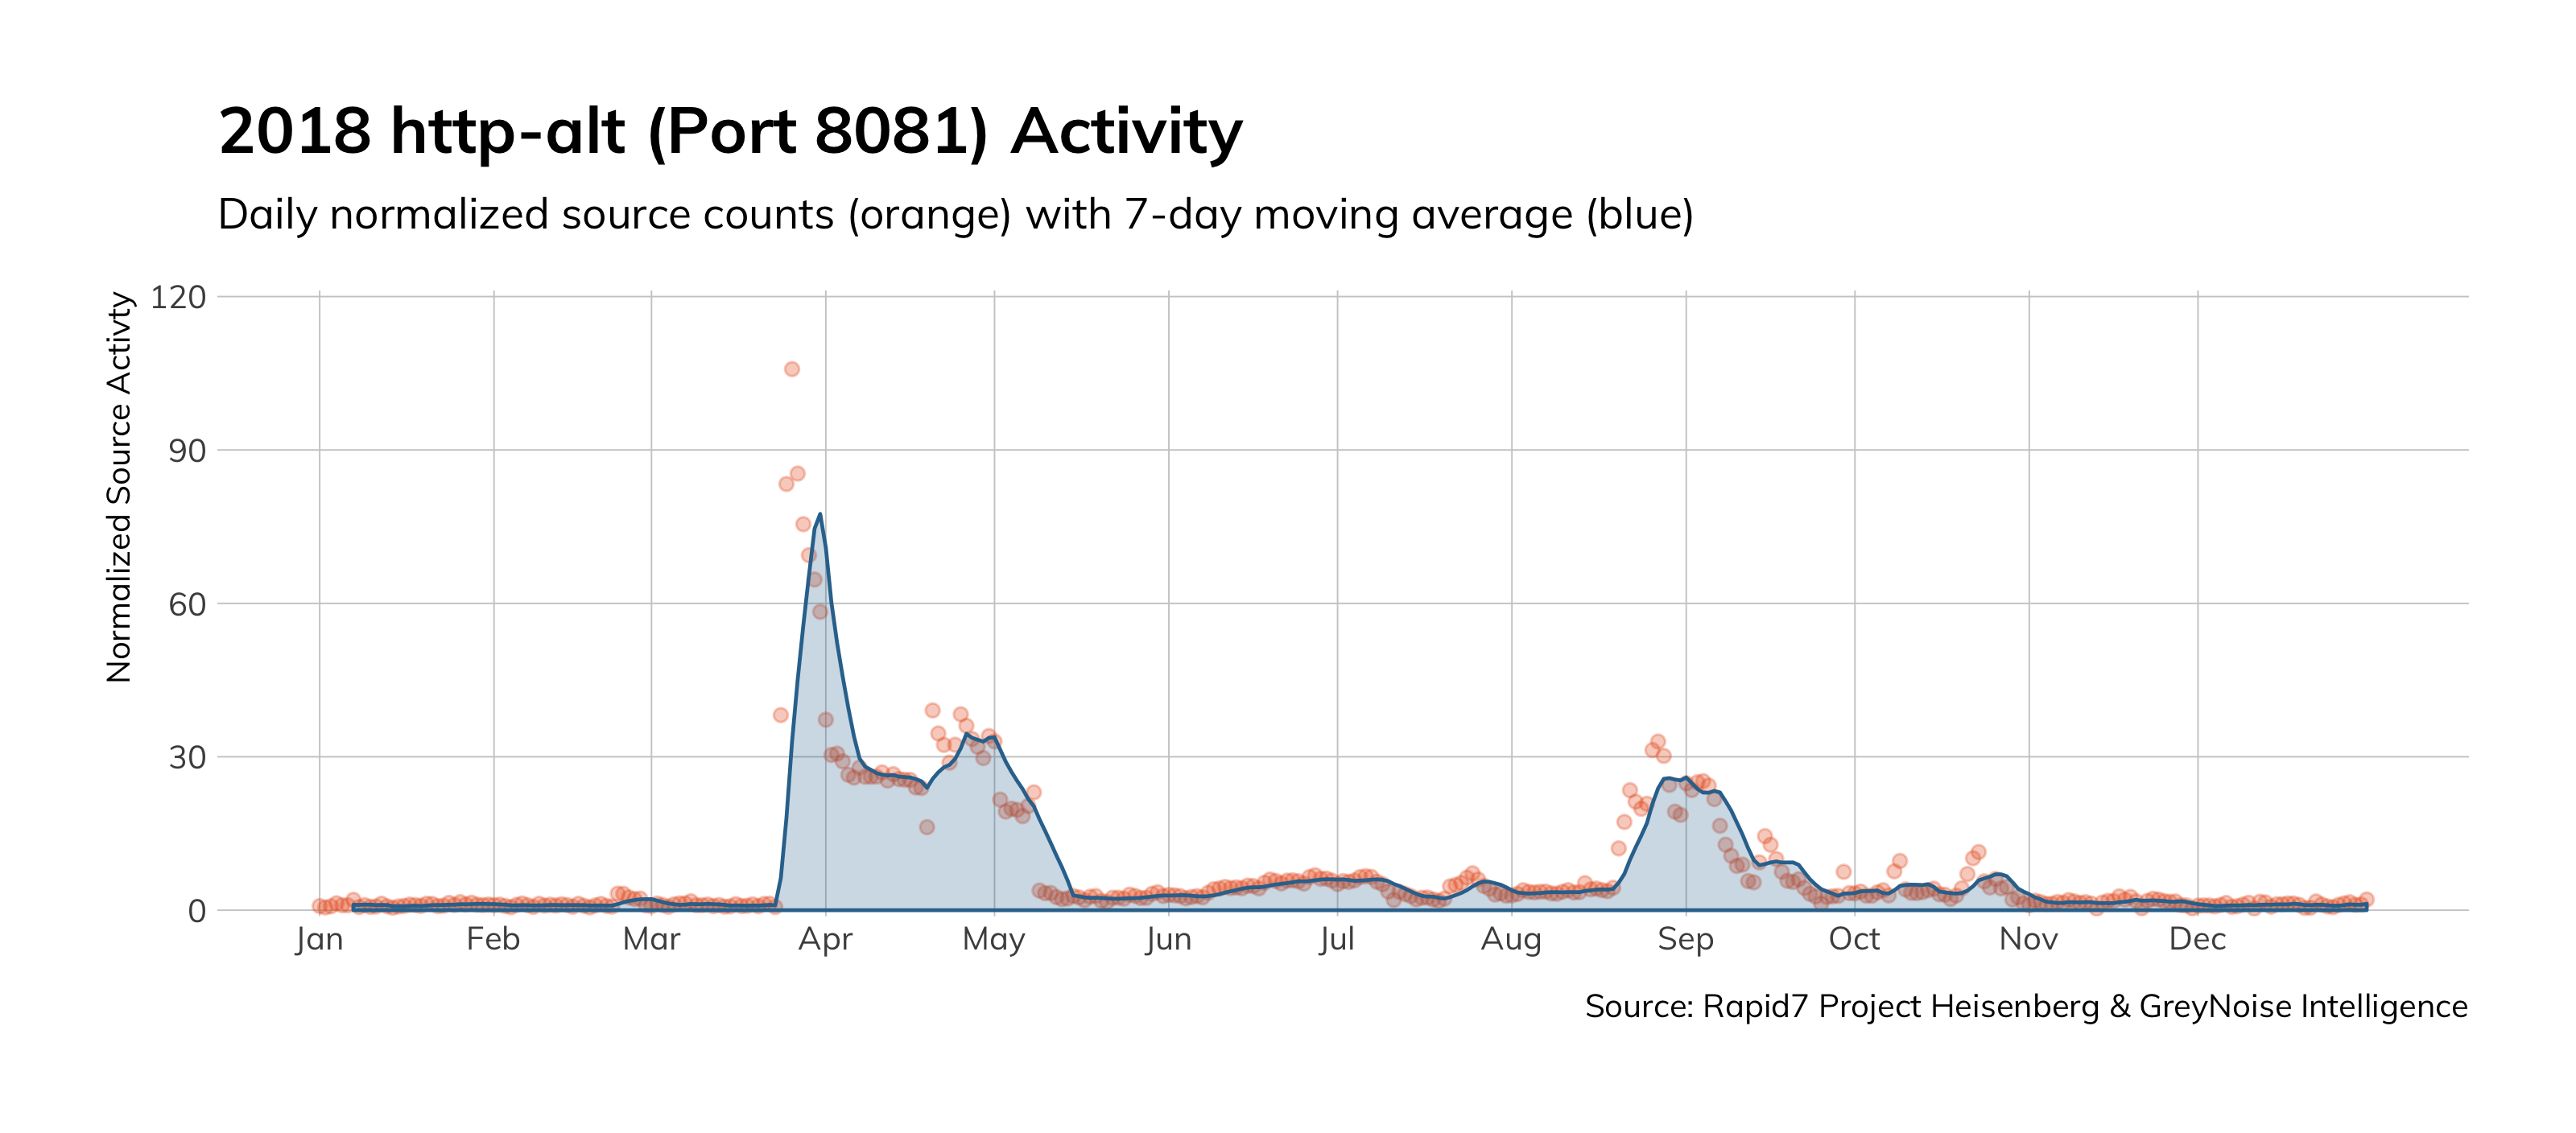 2018 http-alt (Port 8081) Activity
Daily normalized source counts (orange) with 7-day moving average (blue)
Normalized Source Activty
120
90
60
30
0
Jan Feb Mar Apr May Jun Jul Aug Sep Oct Nov Dec
Source: Rapid7 Project Heisenberg & GreyNoise Intelligence